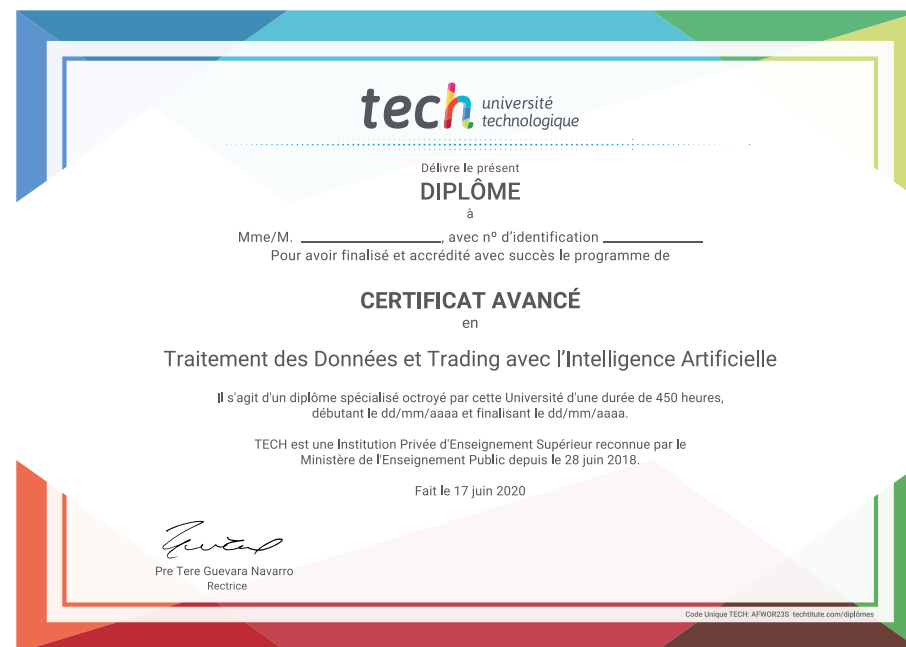 tech université
technologique
Délivre le présent
DIPLÔME
à
Mme/M. ____________________, avec nº d'identification ______________
Pour avoir finalisé et accrédité avec succès le programme de
CERTIFICAT AVANCÉ
en
Traitement des Données et Trading avec l'Intelligence Artificielle
Il s'agit d'un diplôme spécialisé octroyé par cette Université d'une durée de 450 heures,
débutant le dd/mm/aaaa et finalisant le dd/mm/aaaa.
TECH est une Institution Privée d'Enseignement Supérieur reconnue par le
Ministère de l'Enseignement Public depuis le 28 juin 2018.
Fait le 17 juin 2020
Pre Tere Guevara Navarro
Rectrice
Code Unique TECH: AFWOR23S techtitute.com/diplômes